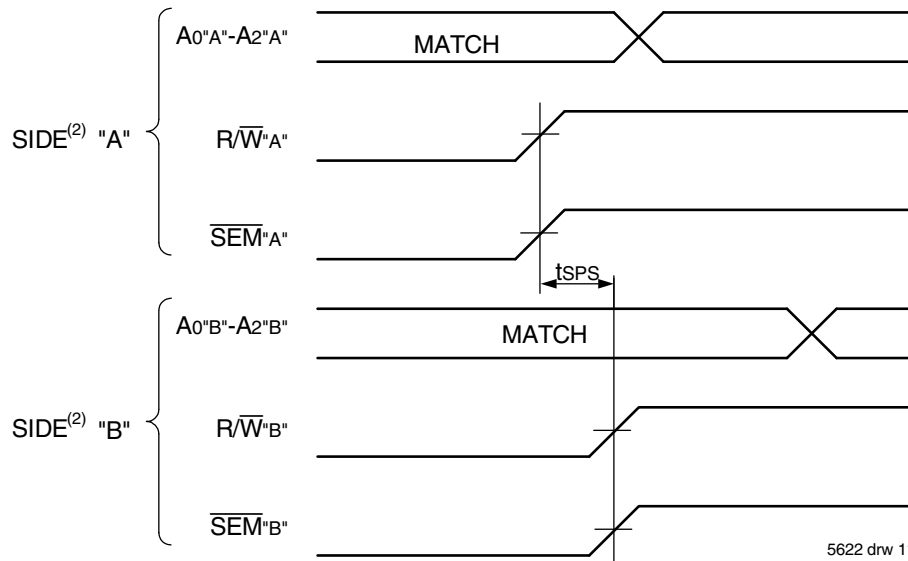 A0"A"-A2"A"
MATCH
SIDE(2) "A"
R/W"A"
SEM"A"
tSPS
A0"B"-A2"B"
MATCH
SIDE(2) "B"
R/W"B"
SEM"B"
5622 drw 1